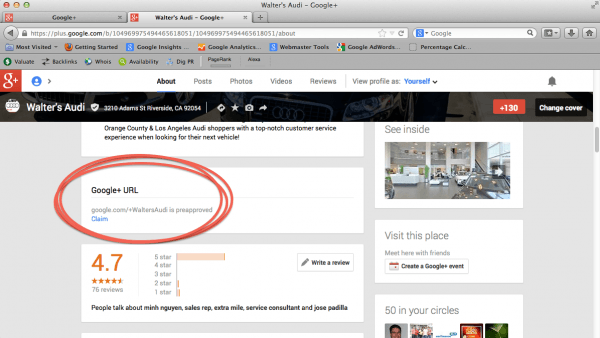 Walter's Audi - Google+
Google+
Walter's Audi - Google+
https://plus.google.com/b/104969975494465618051/104969975494465618051/about
Google
Most Visited
Getting Started
Google Insights ...
Google Analytics...
Webmaster Tools
Google AdWords...
Percentage Calc...
Valuate
Backlinks
Whois
Availability
Dig PR
PageRank
Alexa
g+
About
Posts
Photos
Videos
Reviews
View profile as: Yourself
Walter's Audi
3210 Adams St Riverside, CA 92054
+130
Change cover
Orange County & Los Angeles Audi shoppers with a top-notch customer service
experience when looking for their next vehicle!
See inside
Google+ URL
google.com/+WaltersAudi is preapproved
Claim
Visit this place
Meet here with friends
Create a Google+ event
4.7
76 reviews
5 star
4 star
3 star
2 star
1 star
Write a review
People talk about minh nguyen, sales rep, extra mile, service consultant and jose padilla
50 in your circles